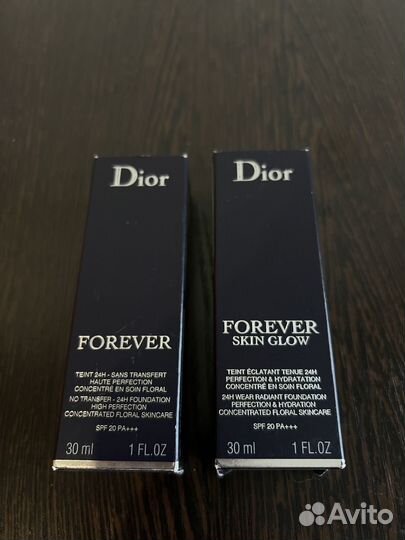 Dior
FOREVER
TEINT 24H - SANS TRANSFERT
HAUTE PERFECTION
CONCENTRÉ EN SOIN FLORAL
NO TRANSFER - 24H FOUNDATION
HIGH PERFECTION
CONCENTRATED FLORAL SKINCARE
SPF 20 PA+++
30 ml 1 FL.OZ
Dior
FOREVER
SKIN GLOW
TEINT ÉCLATANT TENUE 24H
PERFECTION & HYDRATATION
CONCENTRÉ EN SOIN FLORAL
24H WEAR RADIANT FOUNDATION
PERFECTION & HYDRATION
CONCENTRATED FLORAL SKINCARE
SPF 20 PA+++
30 ml 1 FL.OZ
Avito